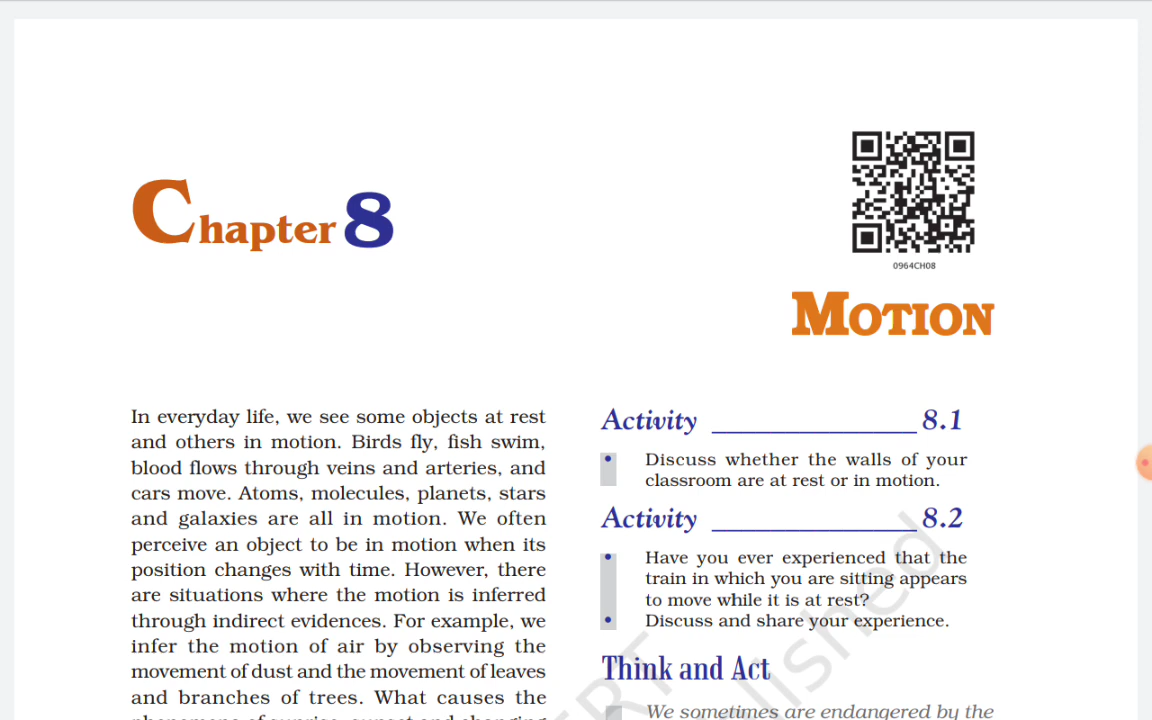 Chapter 8
0964CH08
MOTION
In everyday life, we see some objects at rest
and others in motion. Birds fly, fish swim,
blood flows through veins and arteries, and
cars move. Atoms, molecules, planets, stars
and galaxies are all in motion. We often
perceive an object to be in motion when its
position changes with time. However, there
are situations where the motion is inferred
through indirect evidences. For example, we
infer the motion of air by observing the
movement of dust and the movement of leaves
and branches of trees. What causes the
phenomena of sunrise, sunset and changing
Activity 8.1
• Discuss whether the walls of your
classroom are at rest or in motion.
Activity 8.2
• Have you ever experienced that the
train in which you are sitting appears
to move while it is at rest?
• Discuss and share your experience.
Think and Act
We sometimes are endangered by the